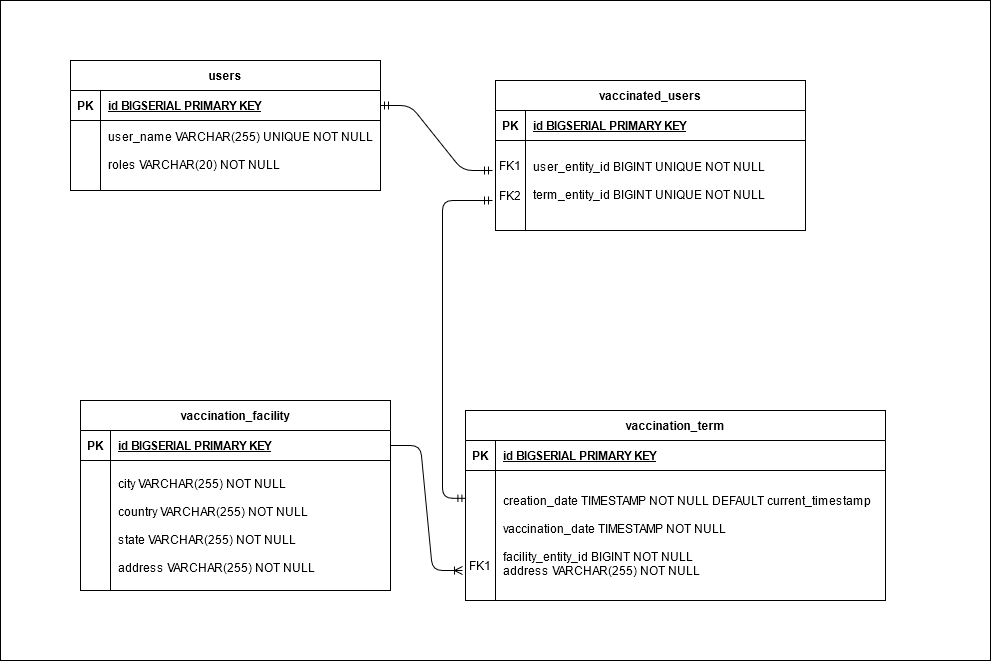 users
PK id BIGSERIAL PRIMARY KEY
user_name VARCHAR(255) UNIQUE NOT NULL
roles VARCHAR(20) NOT NULL
vaccinated_users
PK id BIGSERIAL PRIMARY KEY
FK1 user_entity_id BIGINT UNIQUE NOT NULL
FK2 term_entity_id BIGINT UNIQUE NOT NULL
vaccination_facility
PK id BIGSERIAL PRIMARY KEY
city VARCHAR(255) NOT NULL
country VARCHAR(255) NOT NULL
state VARCHAR(255) NOT NULL
address VARCHAR(255) NOT NULL
vaccination_term
PK id BIGSERIAL PRIMARY KEY
creation_date TIMESTAMP NOT NULL DEFAULT current_timestamp
vaccination_date TIMESTAMP NOT NULL
FK1 facility_entity_id BIGINT NOT NULL
address VARCHAR(255) NOT NULL